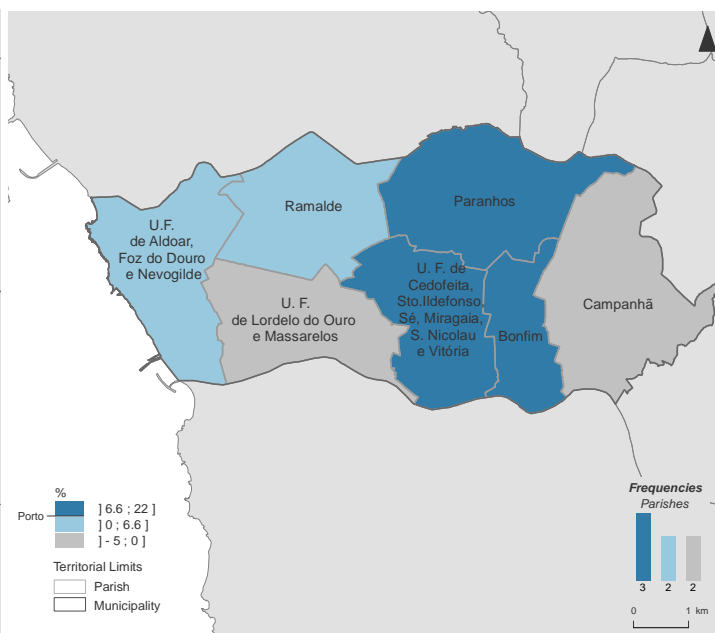 Ramalde
Paranhos
U.F.
de Aldoar,
Foz do Douro
e Nevogilde
U. F. de
Cedofeita,
Sto.Ildefonso,
Sé, Miragaia,
S. Nicolau
e Vitória
U. F.
de Lordelo do Ouro
e Massarelos
Campanhã
Bonfim
%
Porto
] 6.6 ; 22 ]
] 0 ; 6.6 ]
] - 5 ; 0 ]
Territorial Limits
Parish
Municipality
Frequencies
Parishes
3 2 2
0 1 km